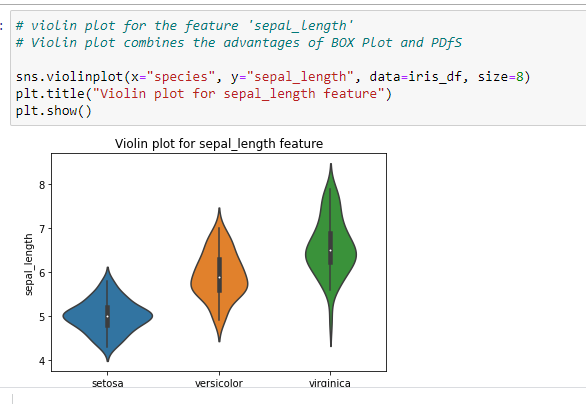 : # violin plot for the feature 'sepal_length'
# Violin plot combines the advantages of BOX Plot and PDfS
sns.violinplot(x="species", y="sepal_length", data=iris_df, size=8)
plt.title("Violin plot for sepal_length feature")
plt.show()
Violin plot for sepal_length feature
8
7
6
sepal_length
5
4
setosa versicolor virginica